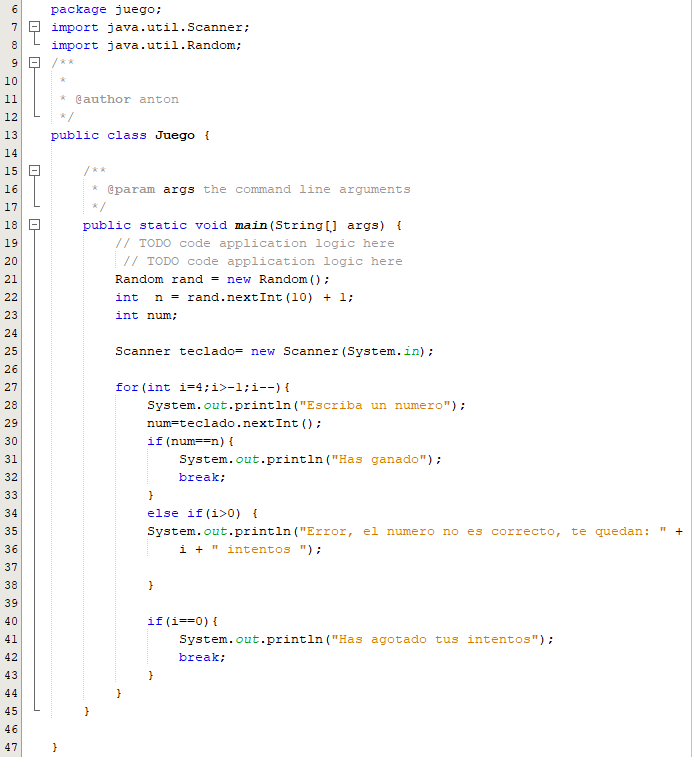 6 package juego;
7 import java.util.Scanner;
8 import java.util.Random;
9 /**
10  *
11  * @author anton
12  */
13 public class Juego {
14
15     /**
16      * @param args the command line arguments
17      */
18     public static void main(String[] args) {
19         // TODO code application logic here
20          // TODO code application logic here
21         Random rand = new Random();
22         int  n = rand.nextInt(10) + 1;
23         int num;
24
25         Scanner teclado= new Scanner(System.in);
26
27         for(int i=4;i>-1;i--){
28             System.out.println("Escriba un numero");
29             num=teclado.nextInt();
30             if(num==n){
31                 System.out.println("Has ganado");
32                 break;
33             }
34             else if(i>0) {
35             System.out.println("Error, el numero no es correcto, te quedan: " +
36                 i + " intentos ");
37
38             }
39
40             if(i==0){
41                 System.out.println("Has agotado tus intentos");
42                 break;
43             }
44         }
45     }
46
47 }